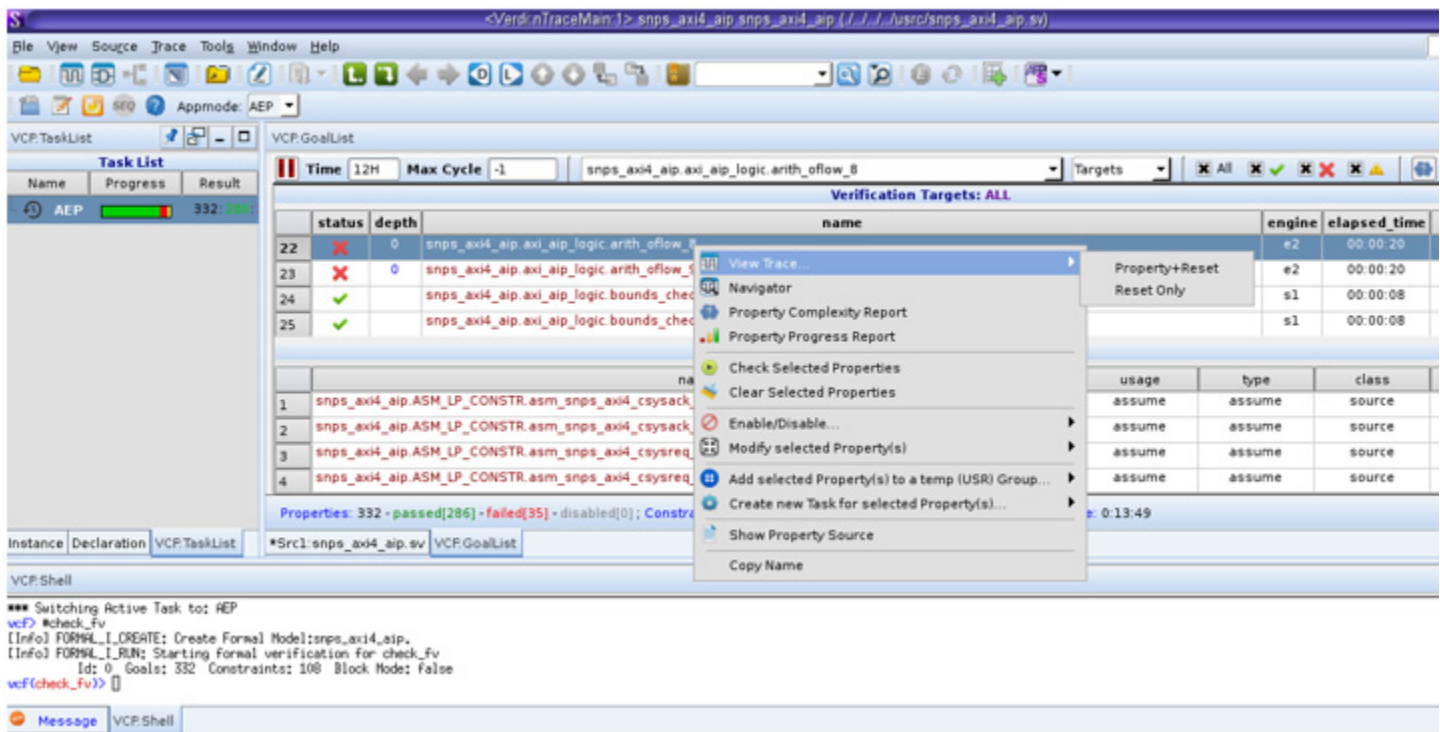 <Verdi:nTraceMain:1> snps_axi4_aip snps_axi4_aip (./../../../usrc/snps_axi4_aip.sv)
File View Source Trace Tools Window Help
Appmode: AEP
VCF:TaskList
VCF:GoalList
Task List
Name Progress Result
AEP 332:286:
Time 12H Max Cycle -1 snps_axi4_aip.axi_aip_logic.arith_oflow_8 Targets All
Verification Targets: ALL
status depth name engine elapsed_time
22 0 snps_axi4_aip.axi_aip_logic.arith_oflow_8 e2 00:00:20
23 0 snps_axi4_aip.axi_aip_logic.arith_oflow_9 e2 00:00:20
24 snps_axi4_aip.axi_aip_logic.bounds_chec s1 00:00:08
25 snps_axi4_aip.axi_aip_logic.bounds_chec s1 00:00:08
View Trace...
Property+Reset
Reset Only
Navigator
Property Complexity Report
Property Progress Report
Check Selected Properties
Clear Selected Properties
Enable/Disable...
Modify selected Property(s)
Add selected Property(s) to a temp (USR) Group...
Create new Task for selected Property(s)...
Show Property Source
Copy Name
na usage type class
1 snps_axi4_aip.ASM_LP_CONSTR.asm_snps_axi4_csysack_ assume assume source
2 snps_axi4_aip.ASM_LP_CONSTR.asm_snps_axi4_csysack_ assume assume source
3 snps_axi4_aip.ASM_LP_CONSTR.asm_snps_axi4_csysreq_ assume assume source
4 snps_axi4_aip.ASM_LP_CONSTR.asm_snps_axi4_csysreq_ assume assume source
Properties: 332 - passed[286] - failed[35] - disabled[0] ; Constra e: 0:13:49
Instance Declaration VCF:TaskList
*Src1:snps_axi4_aip.sv VCF:GoalList
VCF:Shell
*** Switching Active Task to: AEP
vcf> #check_fv
[Info] FORMAL_I_CREATE: Create Formal Model:snps_axi4_aip.
[Info] FORMAL_I_RUN: Starting formal verification for check_fv
Id: 0 Goals: 332 Constraints: 108 Block Mode: false
vcf(check_fv)>
Message VCF:Shell